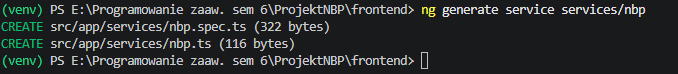 (venv) PS E:\Programowanie zaaw. sem 6\ProjektNBP\frontend> ng generate service services/nbp
CREATE src/app/services/nbp.spec.ts (322 bytes)
CREATE src/app/services/nbp.ts (116 bytes)
(venv) PS E:\Programowanie zaaw. sem 6\ProjektNBP\frontend>